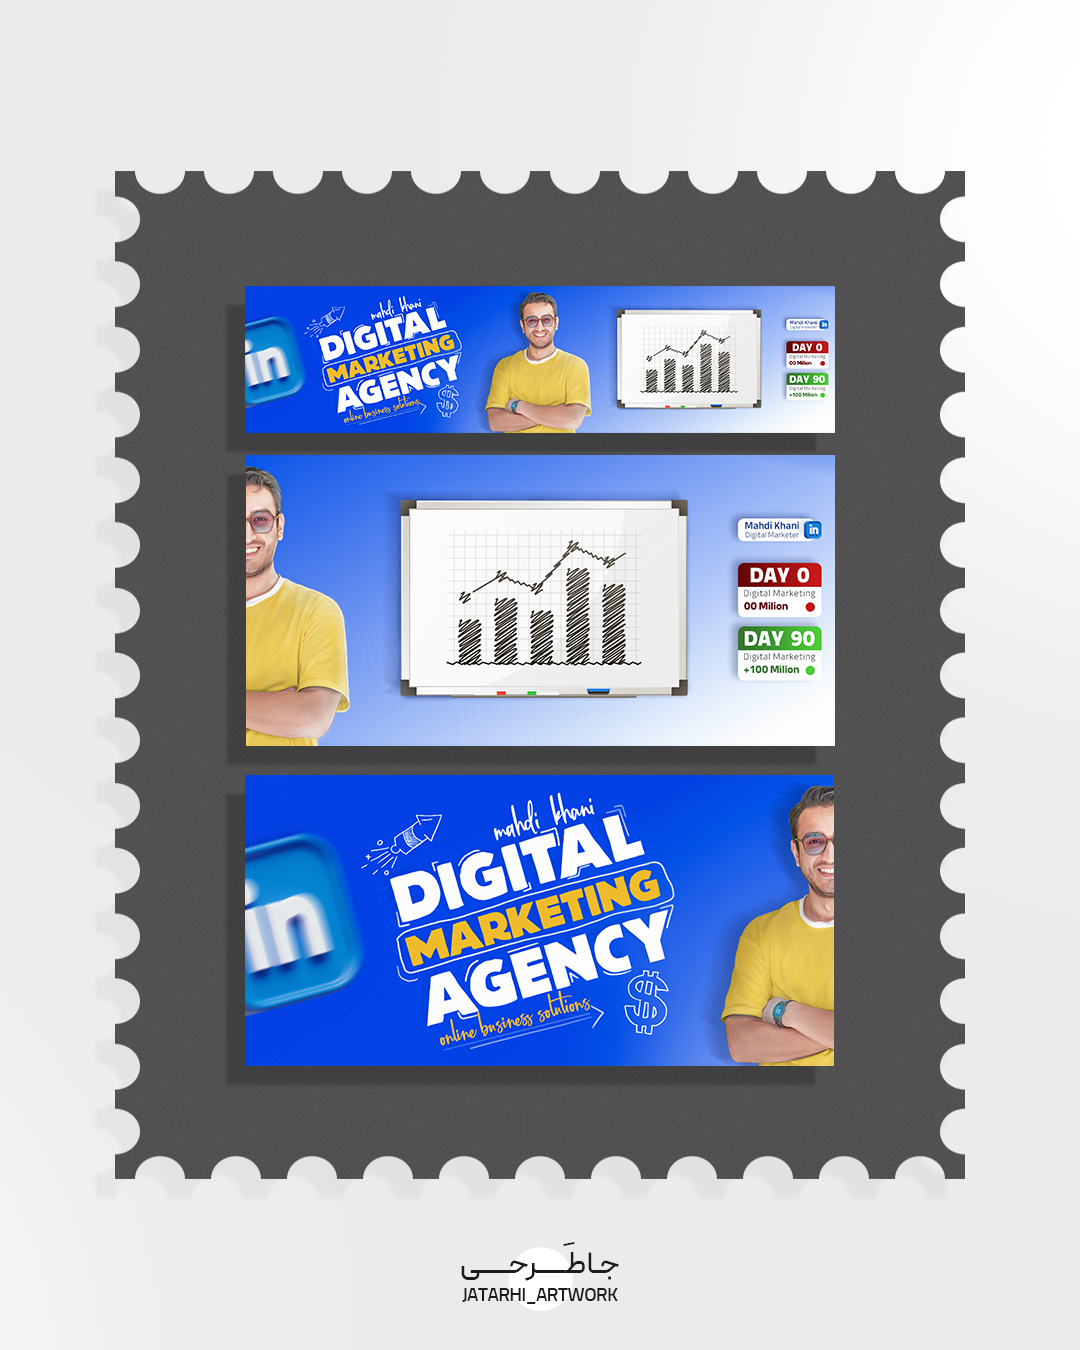 in
mahdi khani
DIGITAL
MARKETING
AGENCY
online business solutions
$
Mahdi Khani
Digital Marketer
in
DAY 0
Digital Marketing
00 Milion
DAY 90
Digital Marketing
+100 Milion
Mahdi Khani
Digital Marketer
in
DAY 0
Digital Marketing
00 Milion
DAY 90
Digital Marketing
+100 Milion
in
mahdi khani
DIGITAL
MARKETING
AGENCY
online business solutions
$
جاطَرحی
JATARHI_ARTWORK